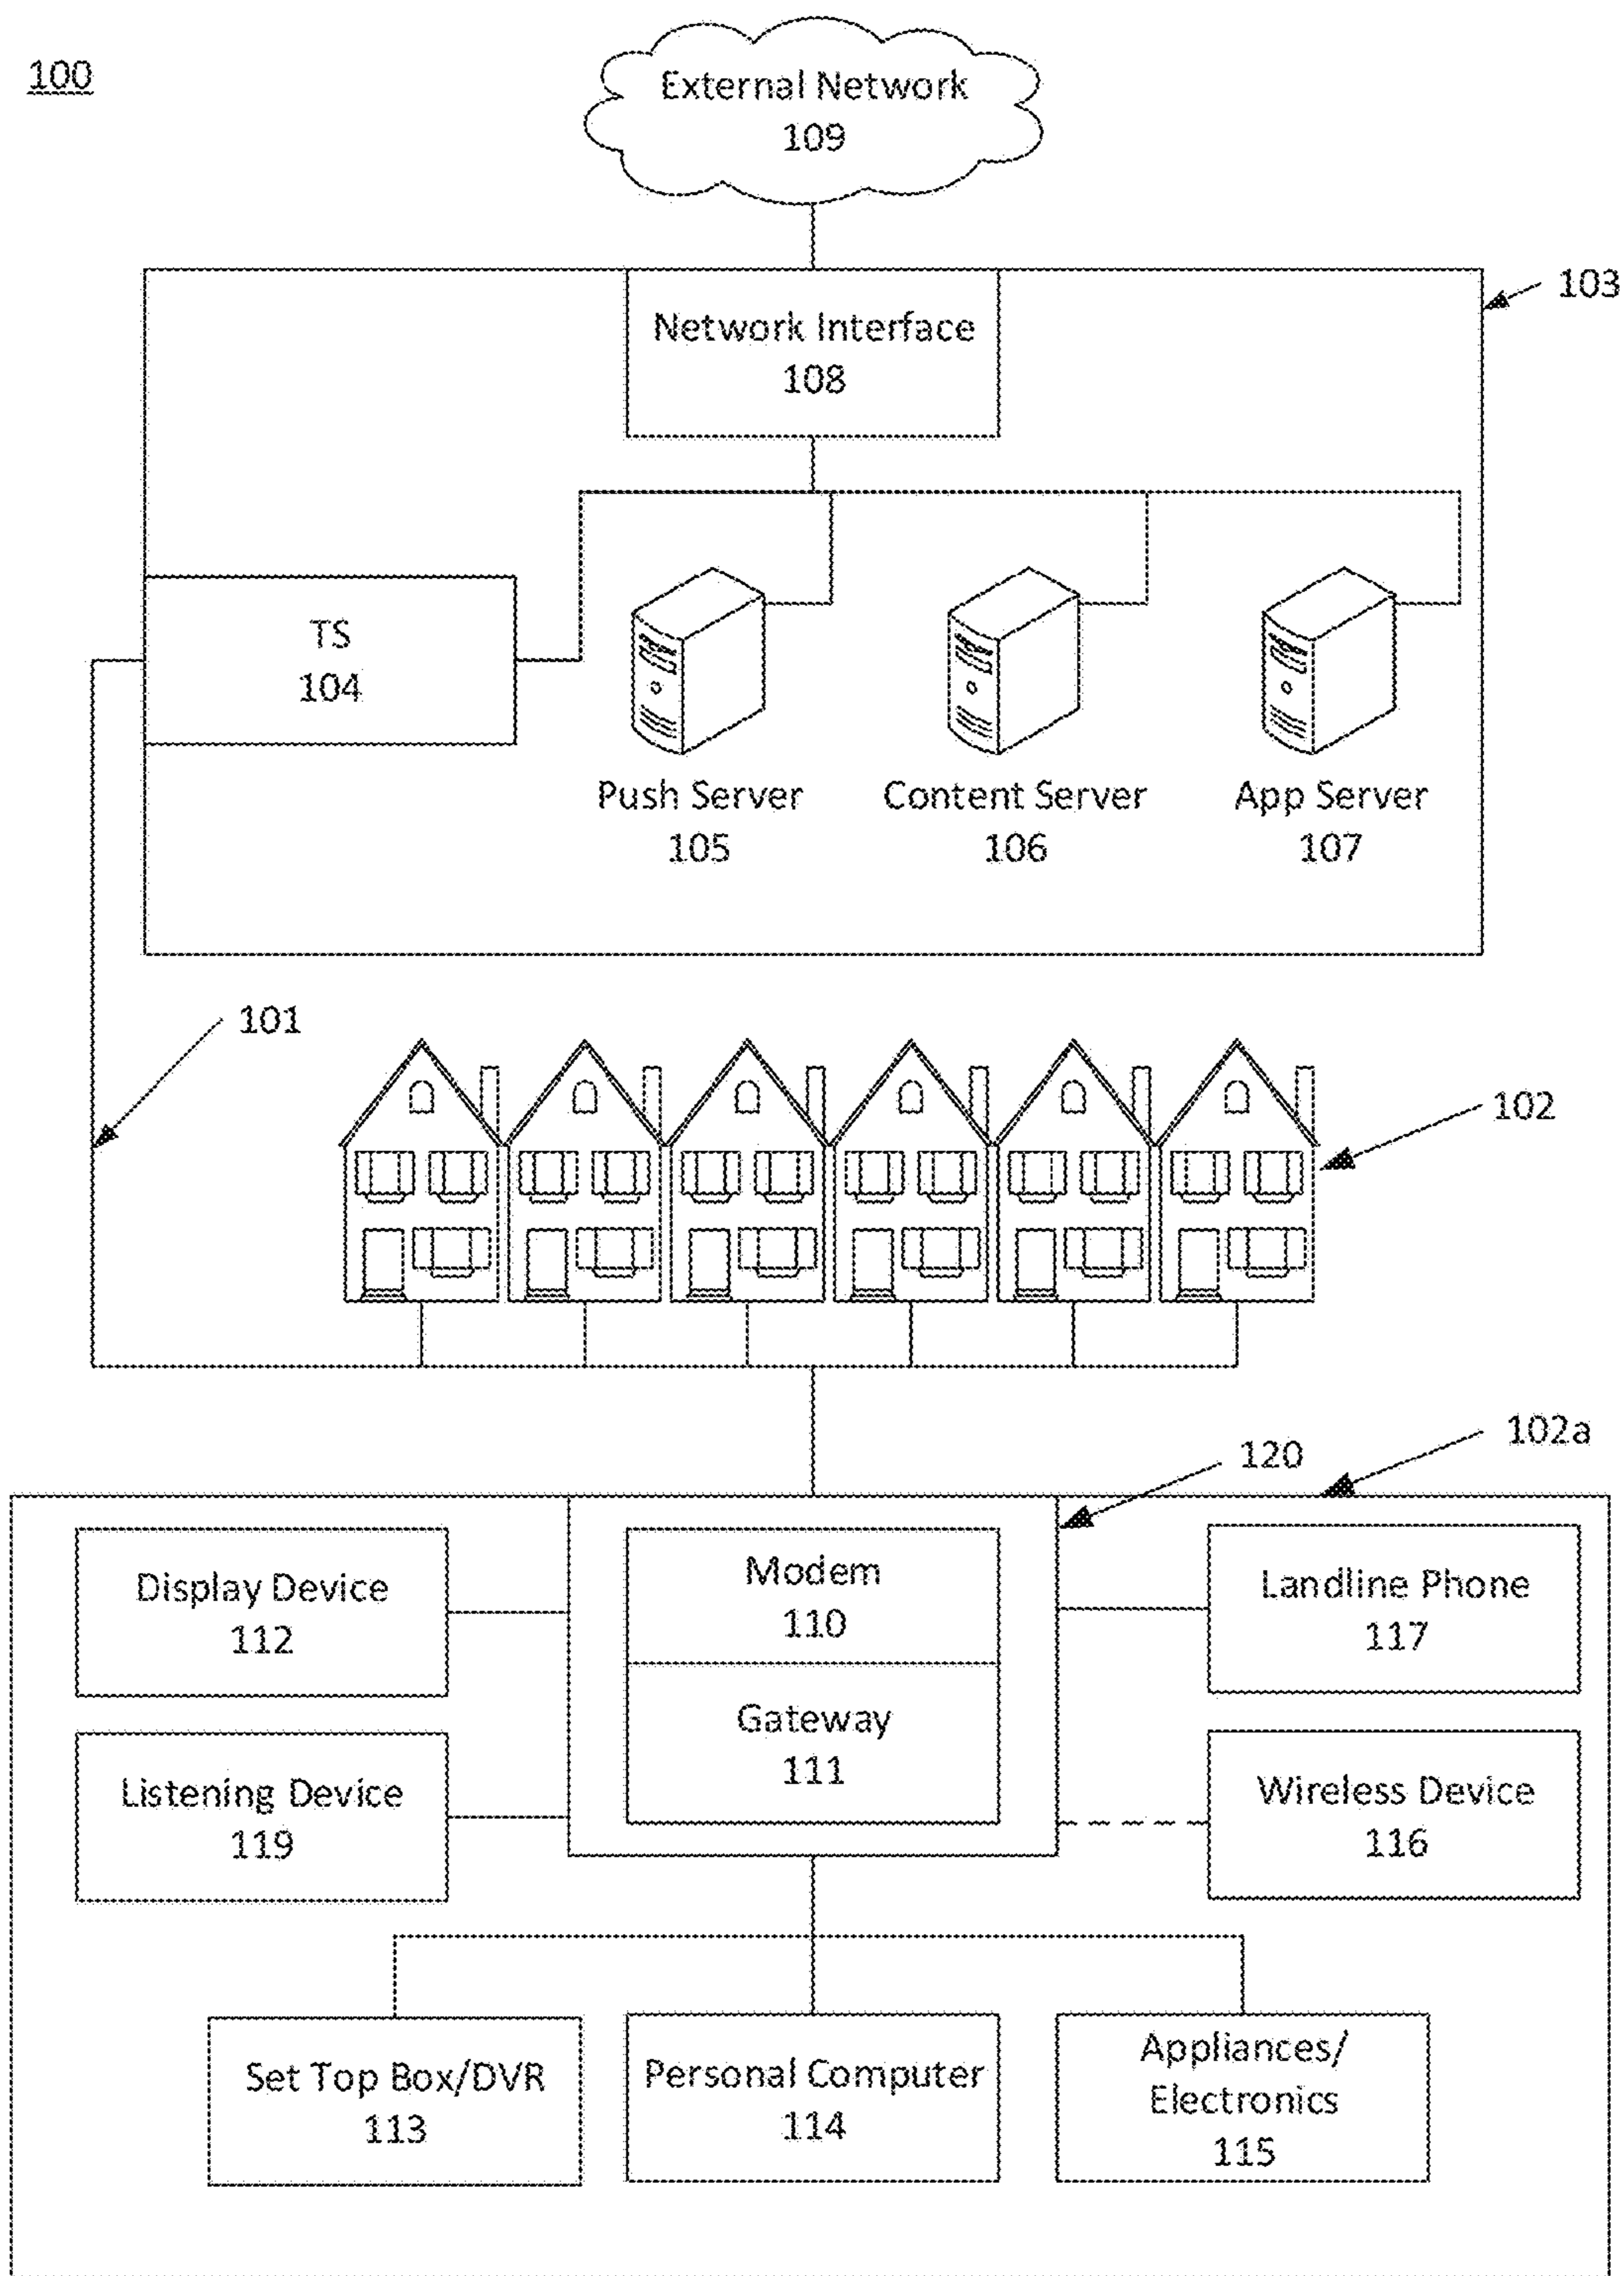 100
External Network
109
103
Network Interface
108
TS
104
Push Server
105
Content Server
106
App Server
107
101
102
102a
120
Display Device
112
Modem
110
Landline Phone
117
Gateway
111
Listening Device
119
Wireless Device
116
Set Top Box/DVR
113
Personal Computer
114
Appliances/
Electronics
115